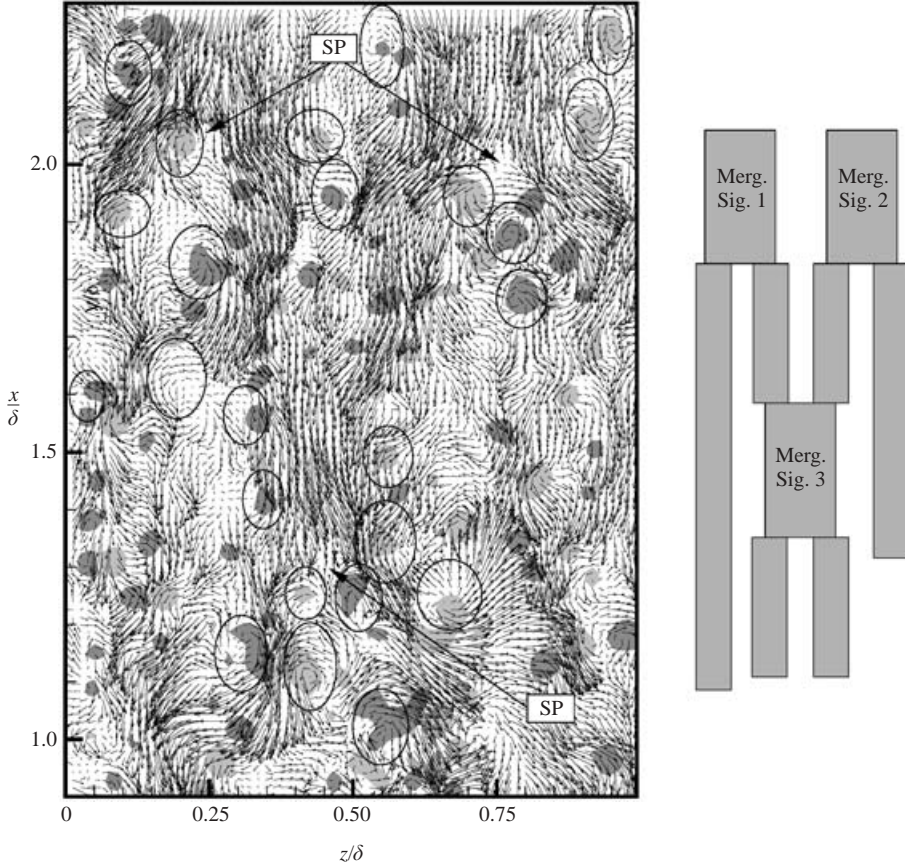 SP
2.0
Merg.
Sig. 1
Merg.
Sig. 2
x
δ
1.5
Merg.
Sig. 3
SP
1.0
0
0.25
0.50
0.75
z/δ